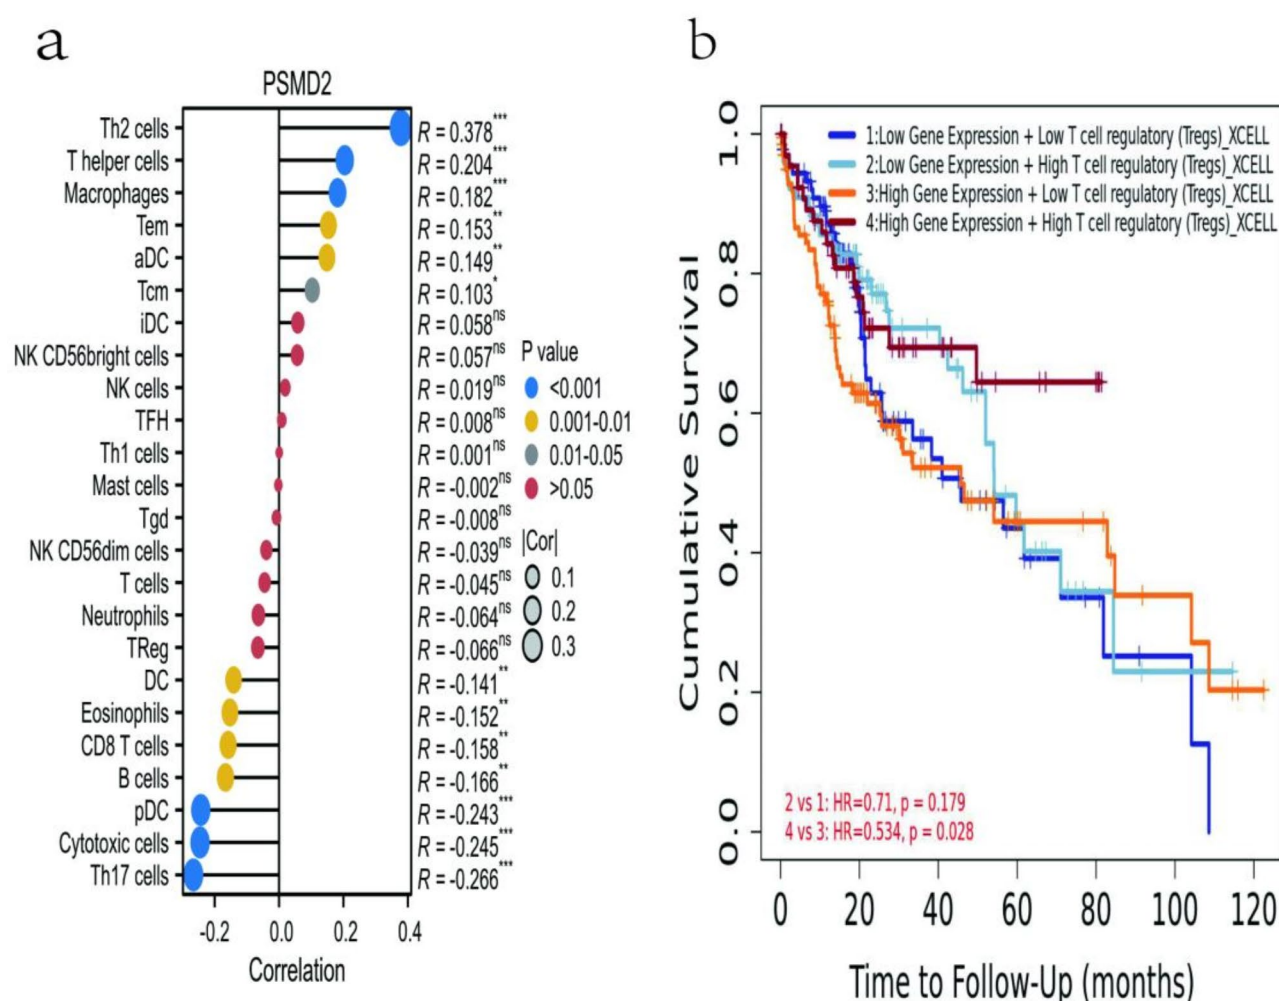 a
PSMD2
Th2 cells R = 0.378***
T helper cells R = 0.204***
Macrophages R = 0.182***
Tem R = 0.153**
aDC R = 0.149**
Tcm R = 0.103*
iDC R = 0.058ns
NK CD56bright cells R = 0.057ns
NK cells R = 0.019ns
TFH R = 0.008ns
Th1 cells R = 0.001ns
Mast cells R = -0.002ns
Tgd R = -0.008ns
NK CD56dim cells R = -0.039ns
T cells R = -0.045ns
Neutrophils R = -0.064ns
TReg R = -0.066ns
DC R = -0.141**
Eosinophils R = -0.152**
CD8 T cells R = -0.158**
B cells R = -0.166**
pDC R = -0.243***
Cytotoxic cells R = -0.245***
Th17 cells R = -0.266***
-0.2 0.0 0.2 0.4
Correlation
P value
<0.001
0.001-0.01
0.01-0.05
>0.05
|Cor|
0.1
0.2
0.3
b
1:Low Gene Expression + Low T cell regulatory (Tregs)_XCELL
2:Low Gene Expression + High T cell regulatory (Tregs)_XCELL
3:High Gene Expression + Low T cell regulatory (Tregs)_XCELL
4:High Gene Expression + High T cell regulatory (Tregs)_XCELL
Cumulative Survival
1.0
0.8
0.6
0.4
0.2
0.0
2 vs 1: HR=0.71, p = 0.179
4 vs 3: HR=0.534, p = 0.028
0 20 40 60 80 100 120
Time to Follow-Up (months)